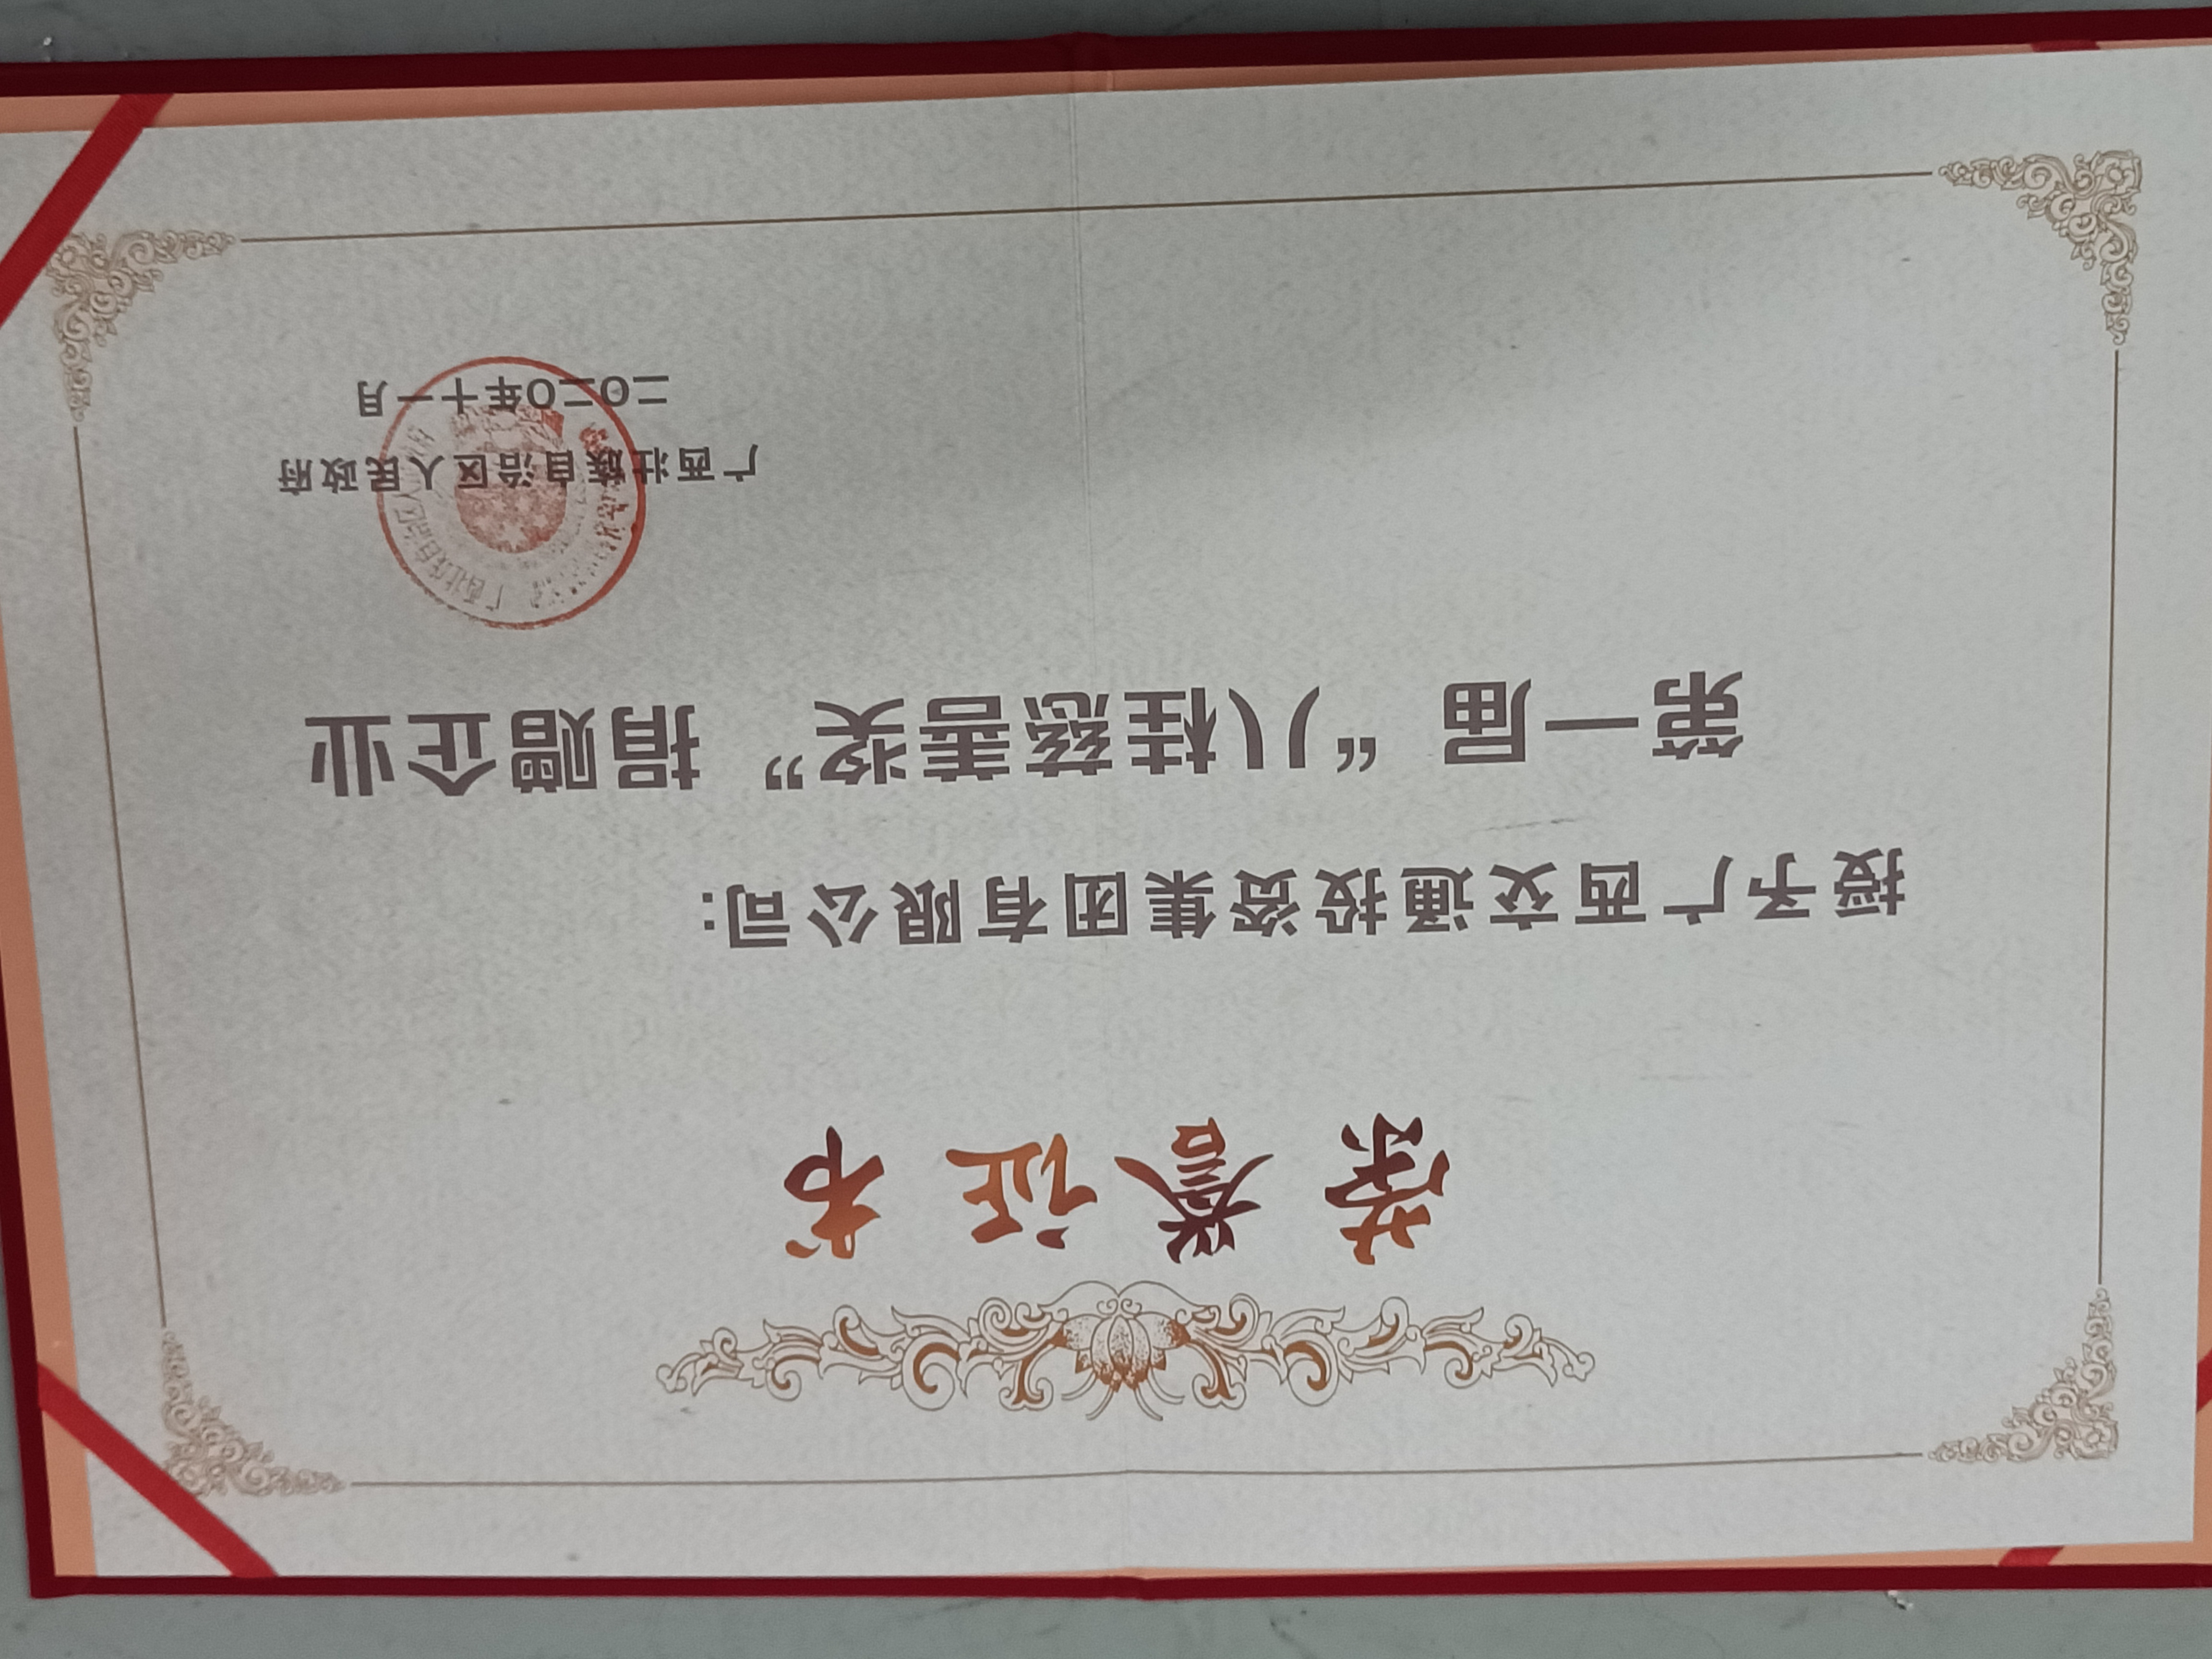 荣誉证书
授予广西交通投资集团有限公司:
第一届“八桂慈善奖”捐赠企业
广西壮族自治区人民政府
二〇二〇年十一月